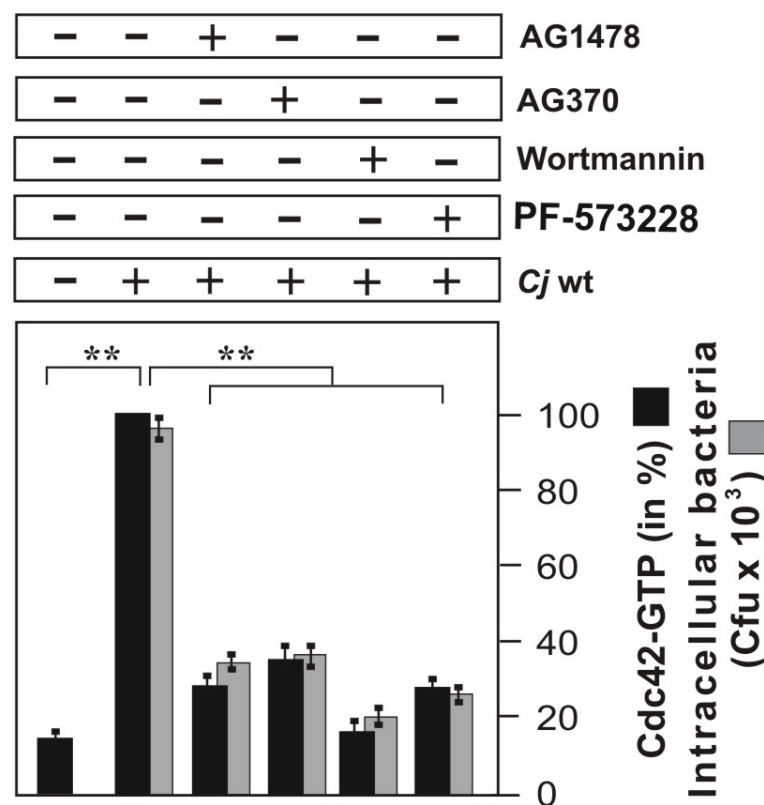 − − + − − − AG1478
− − − + − − AG370
− − − − + − Wortmannin
− − − − − + PF-573228
− + + + + + Cj wt
** **
100
80
60
40
20
0
Cdc42-GTP (in %)
Intracellular bacteria
(Cfu x 10³)